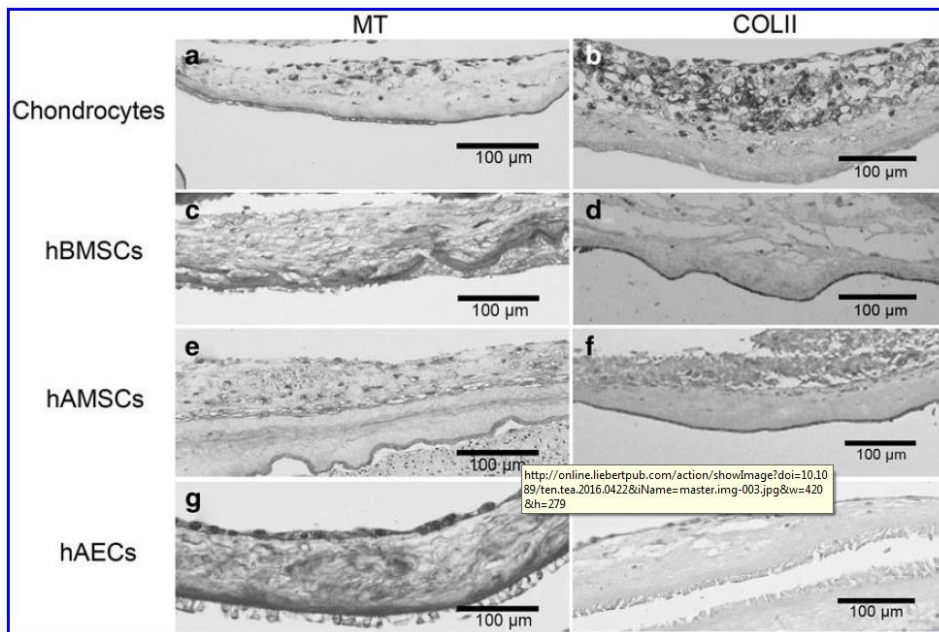 MT COLII
Chondrocytes
a
b
100 µm
100 µm
hBMSCs
c
d
100 µm
100 µm
hAMSCs
e
f
100 µm
100 µm
http://online.liebertpub.com/action/showImage?doi=10.10
89/ten.tea.2016.0422&iName=master.img-003.jpg&w=420
&h=279
hAECs
g
100 µm
100 µm